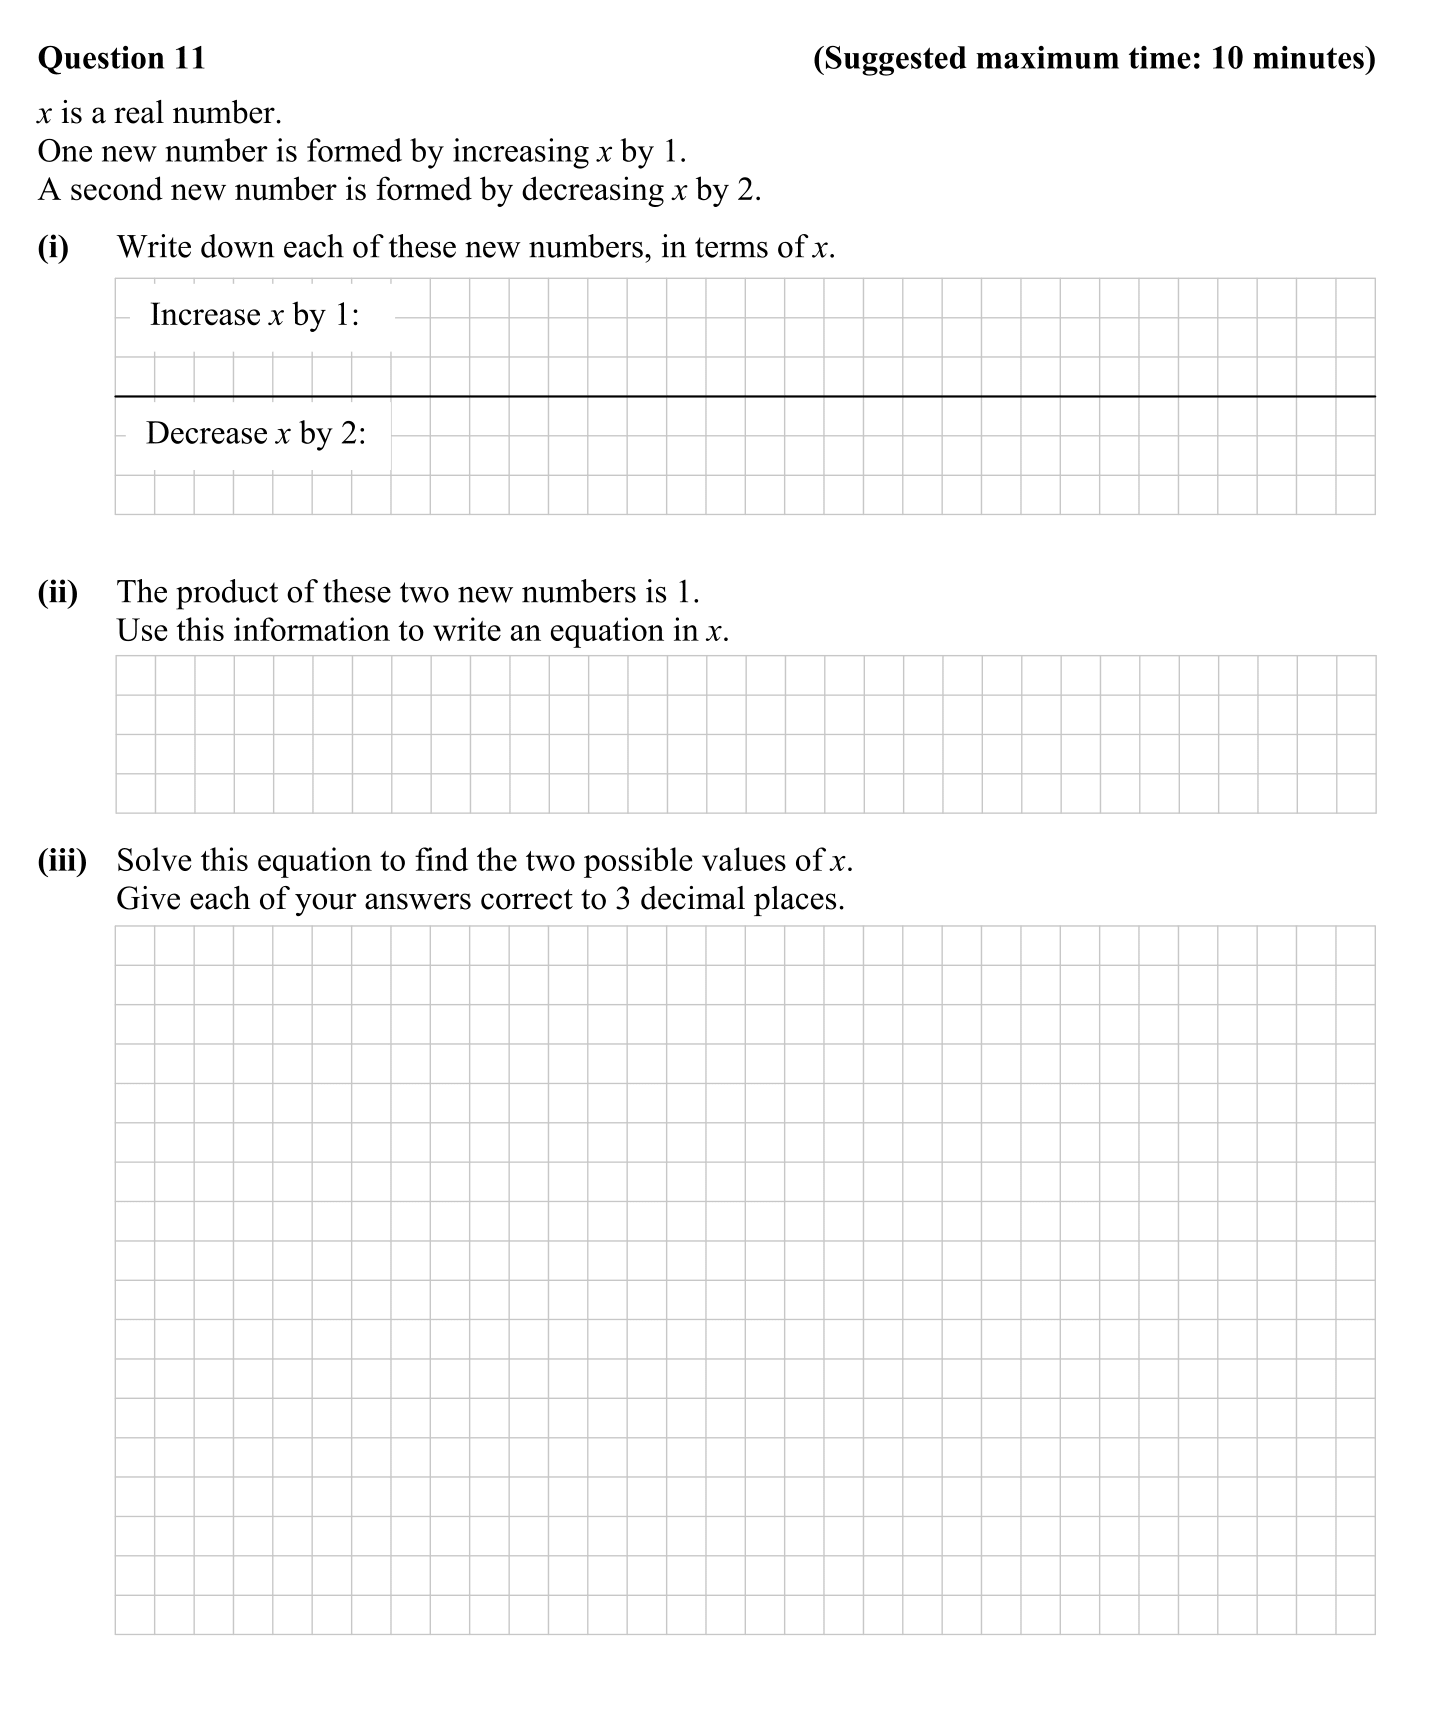 Question 11 (Suggested maximum time: 10 minutes)
x is a real number.
One new number is formed by increasing x by 1.
A second new number is formed by decreasing x by 2.
(i) Write down each of these new numbers, in terms of x.
Increase x by 1:
Decrease x by 2:
(ii) The product of these two new numbers is 1.
Use this information to write an equation in x.
(iii) Solve this equation to find the two possible values of x.
Give each of your answers correct to 3 decimal places.